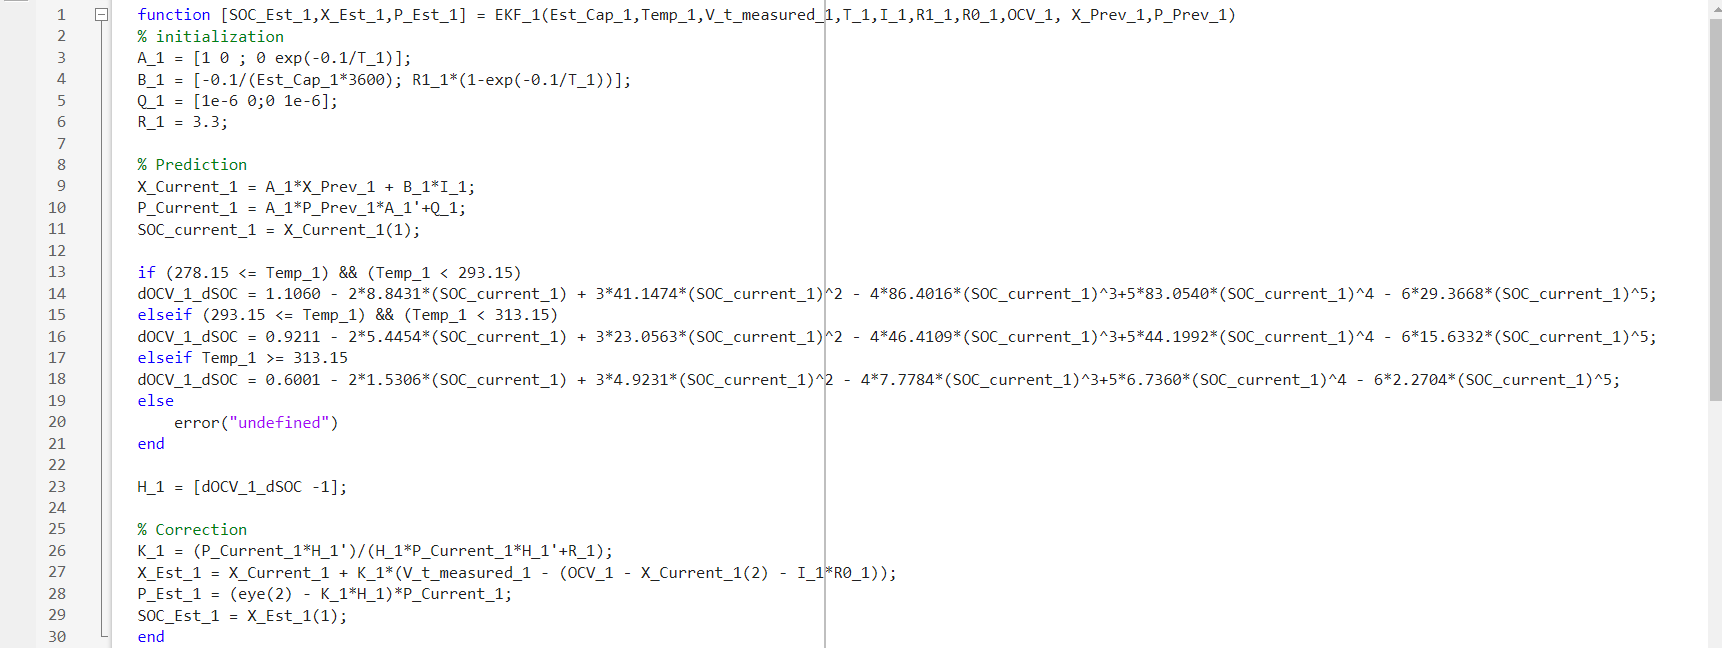 1 function [SOC_Est_1,X_Est_1,P_Est_1] = EKF_1(Est_Cap_1,Temp_1,V_t_measured_1,T_1,I_1,R1_1,R0_1,OCV_1, X_Prev_1,P_Prev_1)
2 % initialization
3 A_1 = [1 0 ; 0 exp(-0.1/T_1)];
4 B_1 = [-0.1/(Est_Cap_1*3600); R1_1*(1-exp(-0.1/T_1))];
5 Q_1 = [1e-6 0;0 1e-6];
6 R_1 = 3.3;
7
8 % Prediction
9 X_Current_1 = A_1*X_Prev_1 + B_1*I_1;
10 P_Current_1 = A_1*P_Prev_1*A_1'+Q_1;
11 SOC_current_1 = X_Current_1(1);
12
13 if (278.15 <= Temp_1) && (Temp_1 < 293.15)
14 dOCV_1_dSOC = 1.1060 - 2*8.8431*(SOC_current_1) + 3*41.1474*(SOC_current_1)^2 - 4*86.4016*(SOC_current_1)^3+5*83.0540*(SOC_current_1)^4 - 6*29.3668*(SOC_current_1)^5;
15 elseif (293.15 <= Temp_1) && (Temp_1 < 313.15)
16 dOCV_1_dSOC = 0.9211 - 2*5.4454*(SOC_current_1) + 3*23.0563*(SOC_current_1)^2 - 4*46.4109*(SOC_current_1)^3+5*44.1992*(SOC_current_1)^4 - 6*15.6332*(SOC_current_1)^5;
17 elseif Temp_1 >= 313.15
18 dOCV_1_dSOC = 0.6001 - 2*1.5306*(SOC_current_1) + 3*4.9231*(SOC_current_1)^2 - 4*7.7784*(SOC_current_1)^3+5*6.7360*(SOC_current_1)^4 - 6*2.2704*(SOC_current_1)^5;
19 else
20 error("undefined")
21 end
22
23 H_1 = [dOCV_1_dSOC -1];
24
25 % Correction
26 K_1 = (P_Current_1*H_1')/(H_1*P_Current_1*H_1'+R_1);
27 X_Est_1 = X_Current_1 + K_1*(V_t_measured_1 - (OCV_1 - X_Current_1(2) - I_1*R0_1));
28 P_Est_1 = (eye(2) - K_1*H_1)*P_Current_1;
29 SOC_Est_1 = X_Est_1(1);
30 end